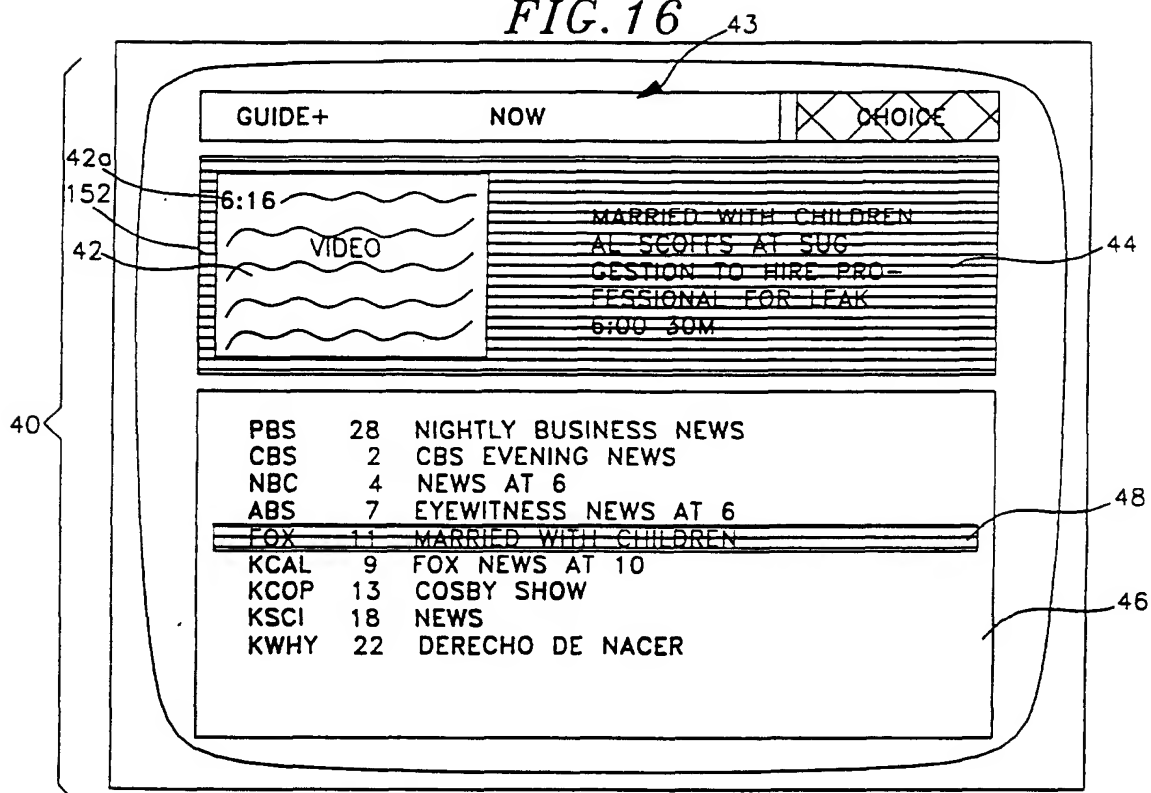 FIG. 16
43
GUIDE+ NOW CHOICE
42a
152
42
6:16
VIDEO
MARRIED WITH CHILDREN
AL SCOFFS AT SUG
GESTION TO HIRE PRO-
FESSIONAL FOR LEAK
6:00 30M
44
40
PBS 28 NIGHTLY BUSINESS NEWS
CBS 2 CBS EVENING NEWS
NBC 4 NEWS AT 6
ABS 7 EYEWITNESS NEWS AT 6
FOX 11 MARRIED WITH CHILDREN
48
KCAL 9 FOX NEWS AT 10
KCOP 13 COSBY SHOW
KSCI 18 NEWS
KWHY 22 DERECHO DE NACER
46